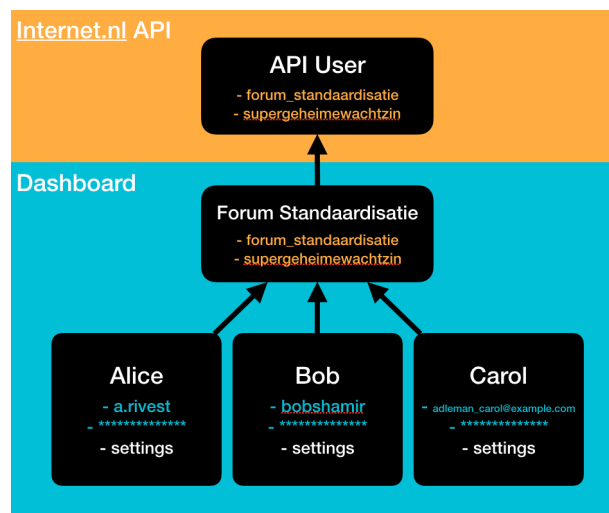 Internet.nl API
API User
- forum_standaardisatie
- supergeheimewachtzin
Dashboard
Forum Standaardisatie
- forum_standaardisatie
- supergeheimewachtzin
Alice
- a.rivest
- **************
- settings
Bob
- bobshamir
- **************
- settings
Carol
- adleman_carol@example.com
- **************
- settings